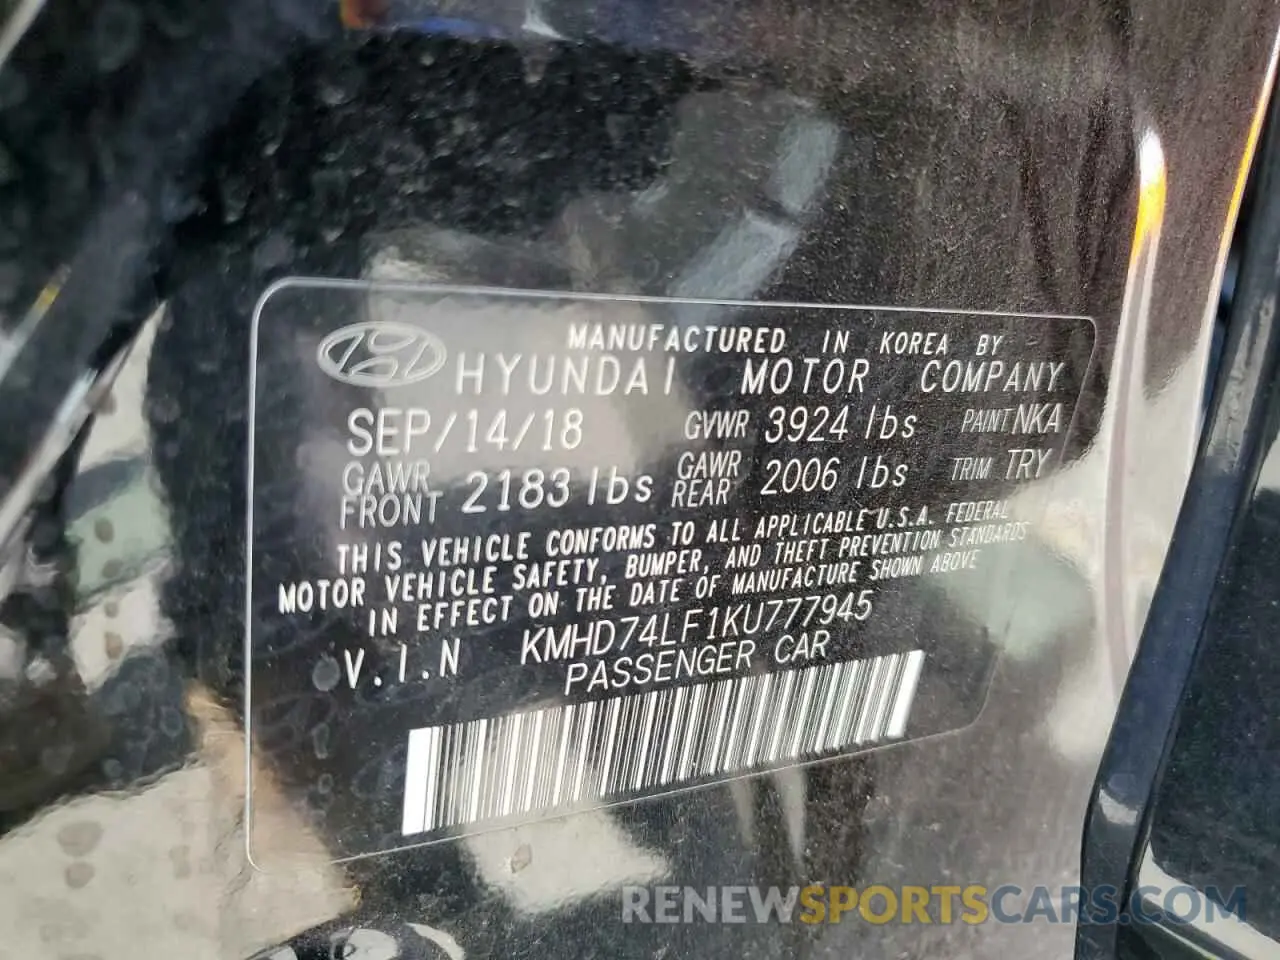 MANUFACTURED IN KOREA BY
HYUNDAI MOTOR COMPANY
SEP/14/18 GVWR 3924 lbs PAINT NKA
GAWR FRONT 2183 lbs GAWR REAR 2006 lbs TRIM TRY
THIS VEHICLE CONFORMS TO ALL APPLICABLE U.S.A. FEDERAL
MOTOR VEHICLE SAFETY, BUMPER, AND THEFT PREVENTION STANDARDS
IN EFFECT ON THE DATE OF MANUFACTURE SHOWN ABOVE
V.I.N KMHD74LF1KU777945
PASSENGER CAR
RENEWSPORTSCARS.COM